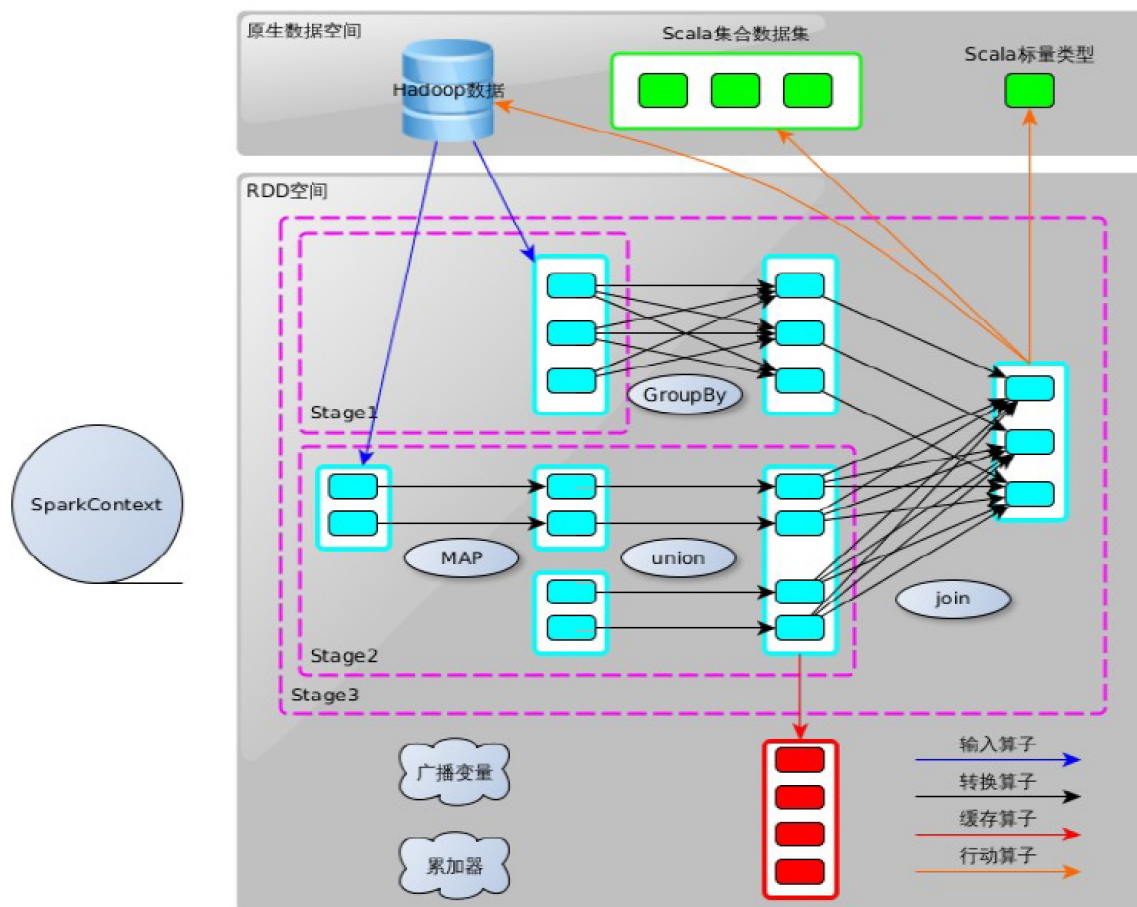 原生数据空间
Scala集合数据集
Scala标量类型
Hadoop数据
RDD空间
Stage1
GroupBy
SparkContext
MAP
union
join
Stage2
Stage3
广播变量
累加器
输入算子
转换算子
缓存算子
行动算子